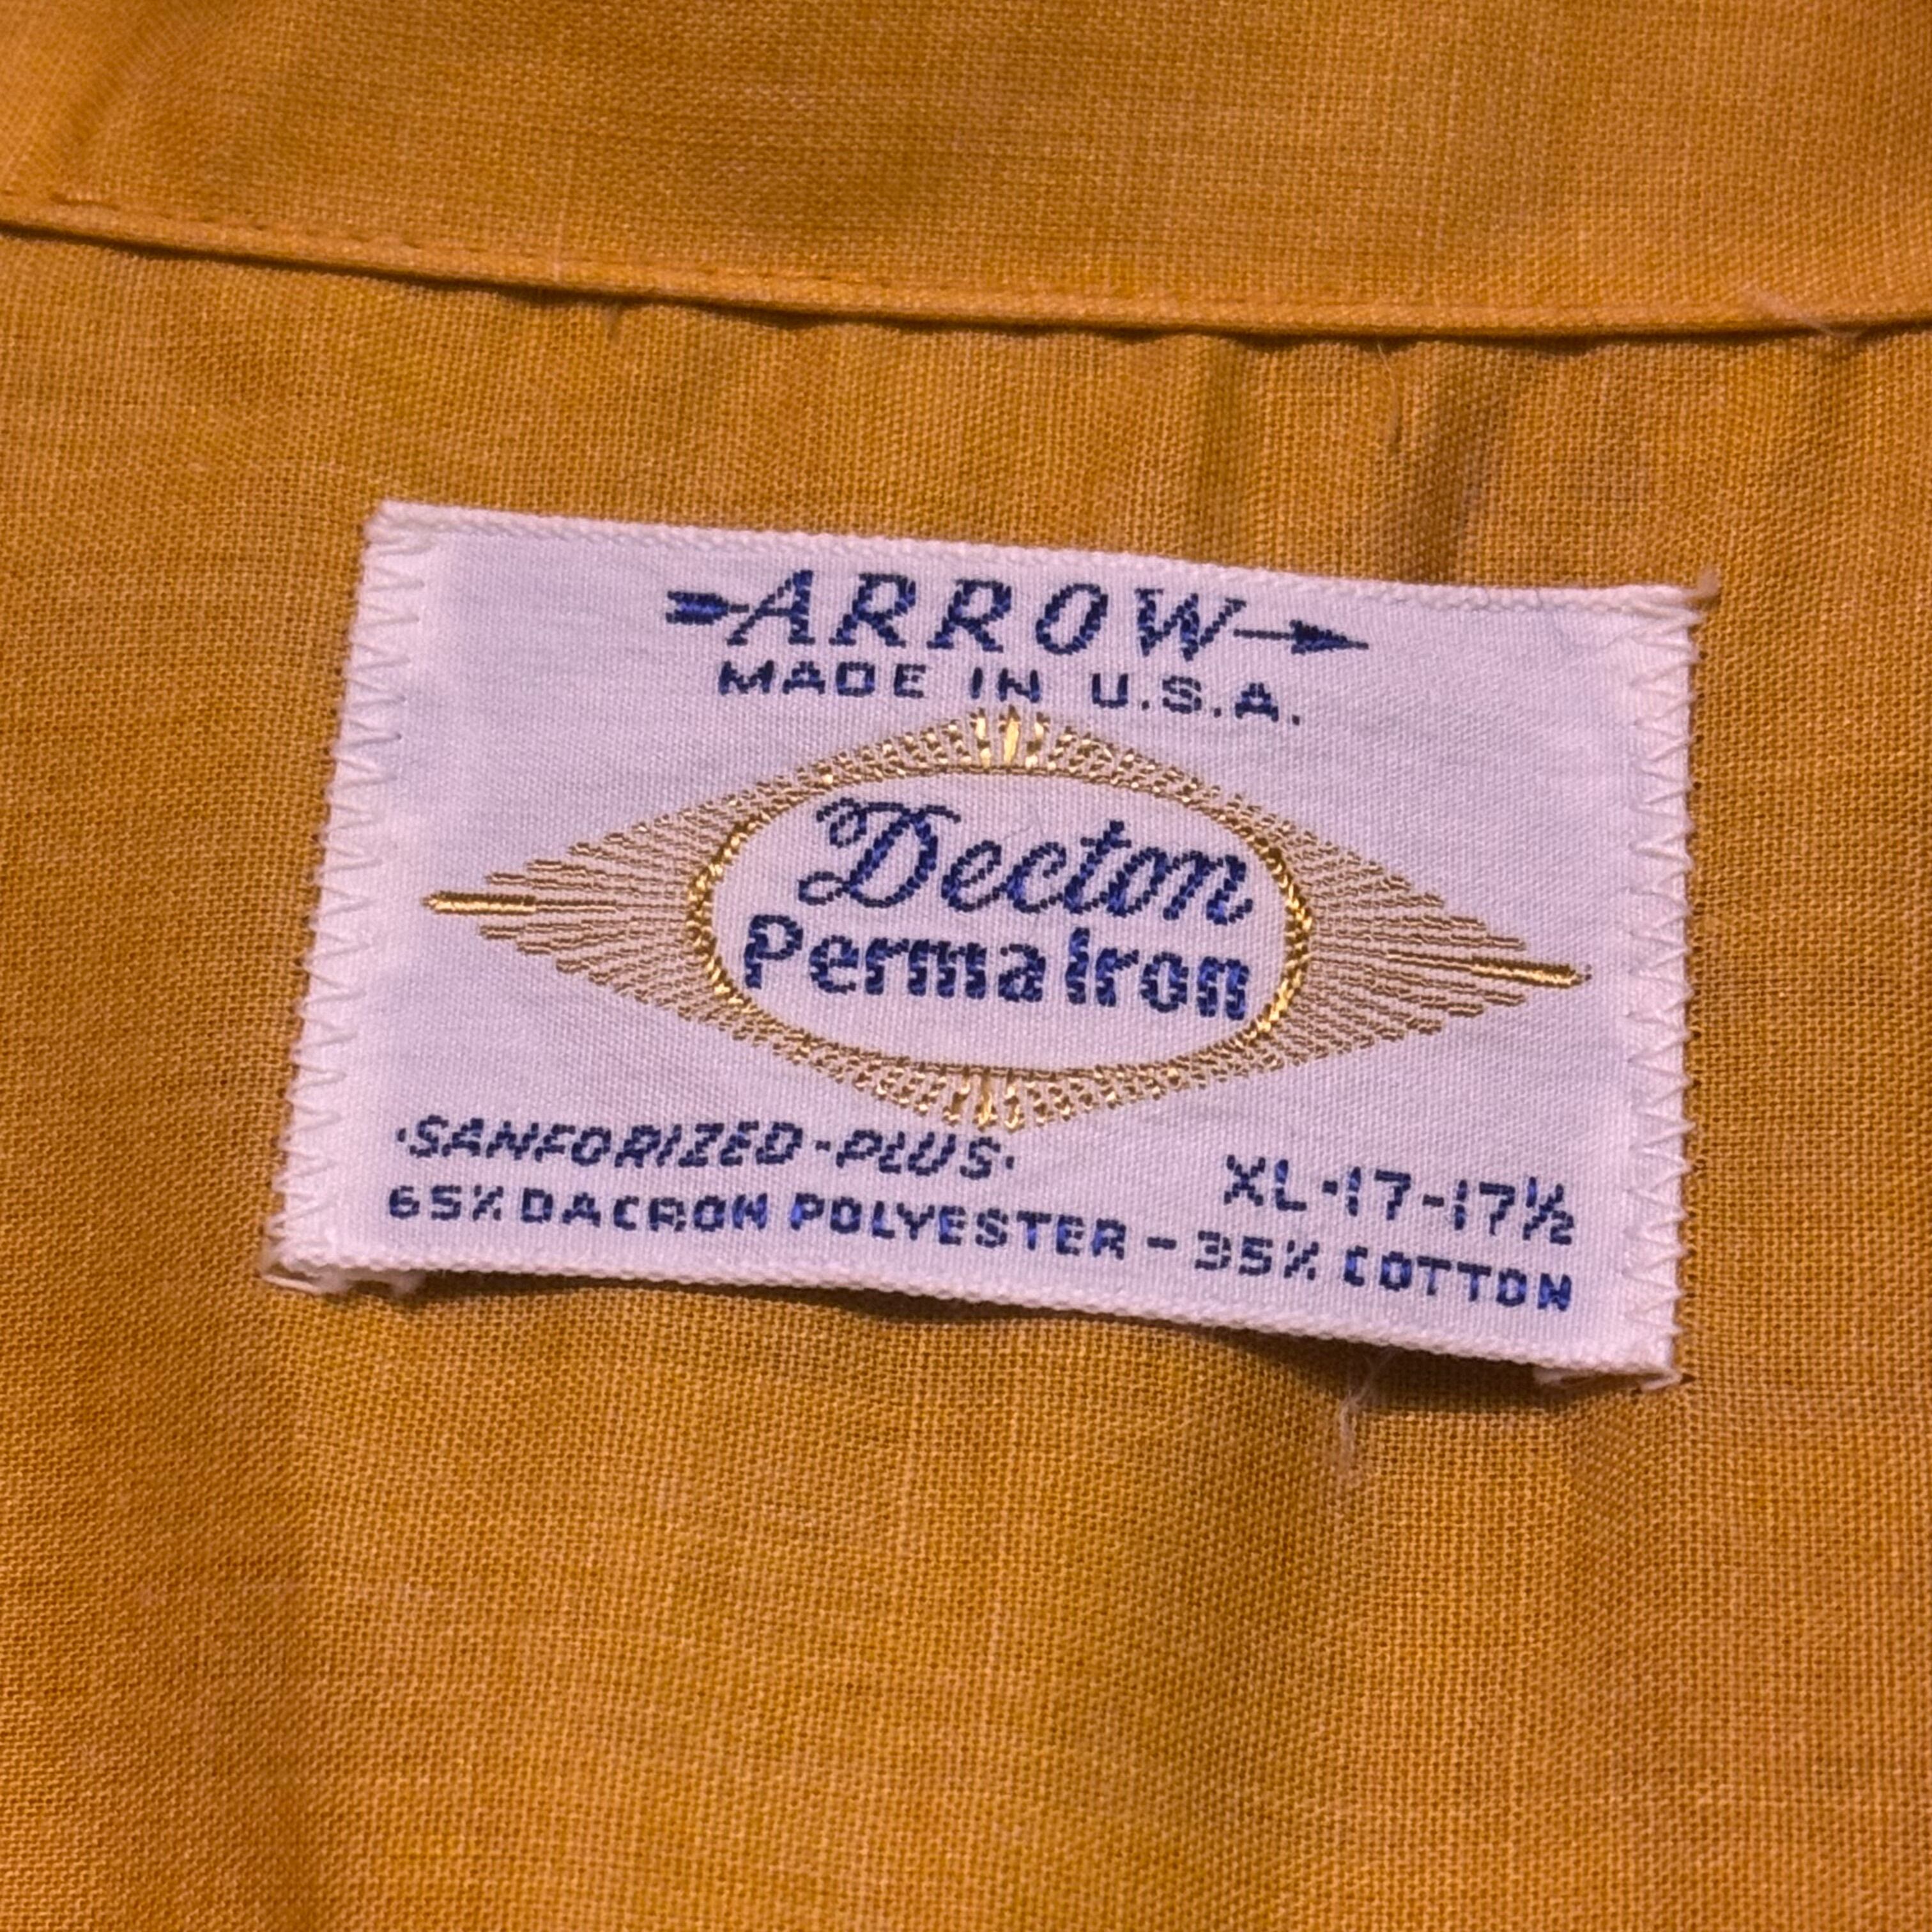 ARROW
MADE IN U.S.A.
Decton
Perma Iron
·SANFORIZED-PLUS·
XL-17-17½
65% DACRON POLYESTER - 35% COTTON